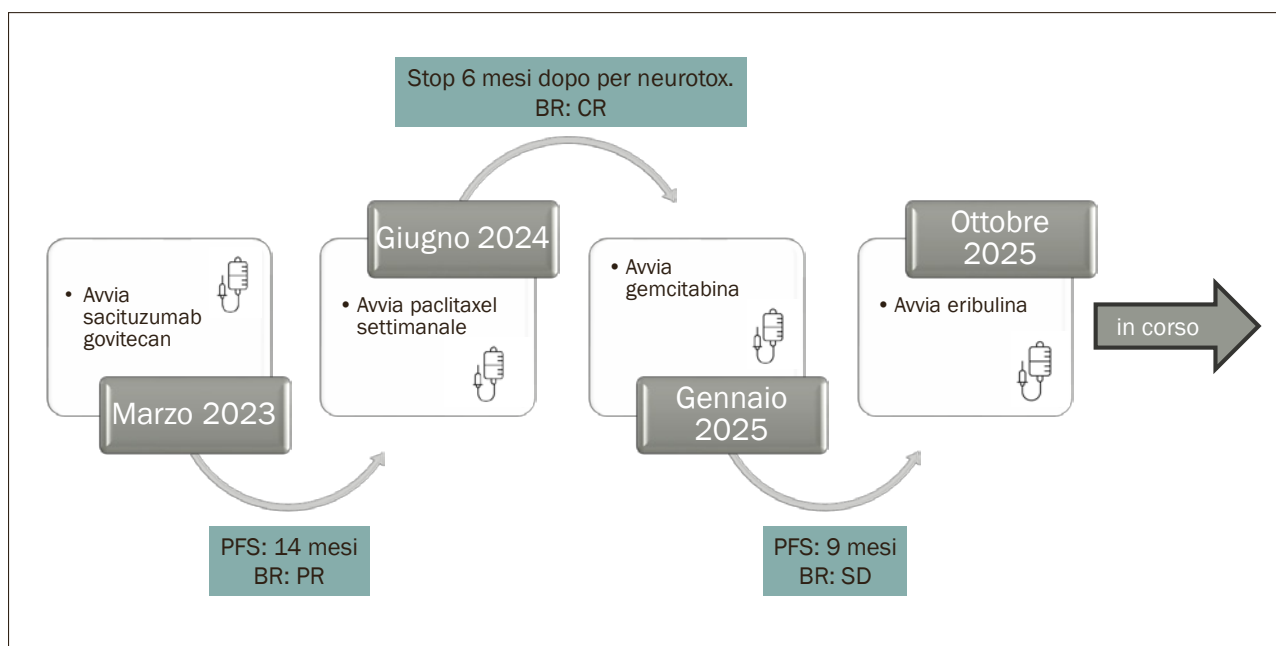 Stop 6 mesi dopo per neurotox.
BR: CR
• Avvia
sacituzumab
govitecan
Marzo 2023
PFS: 14 mesi
BR: PR
Giugno 2024
• Avvia paclitaxel
settimanale
• Avvia
gemcitabina
Gennaio
2025
PFS: 9 mesi
BR: SD
Ottobre
2025
• Avvia eribulina
in corso